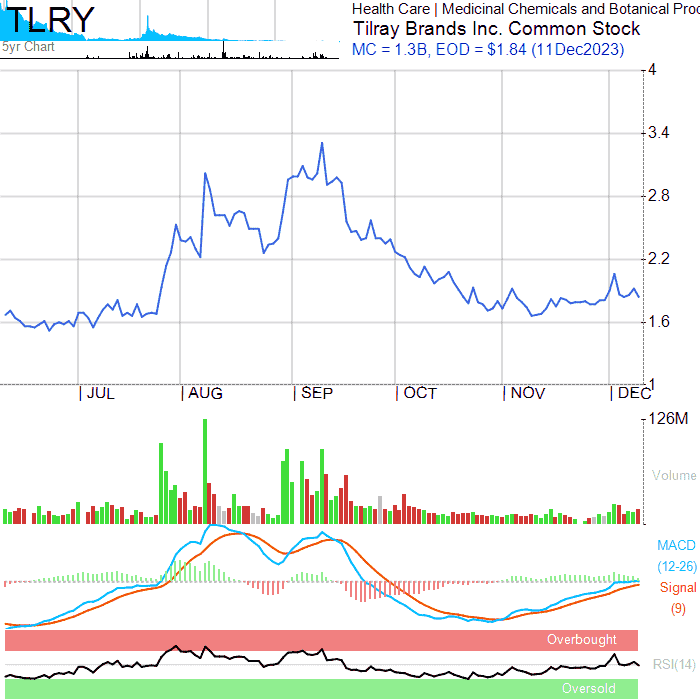 TLRY
5yr Chart
Health Care | Medicinal Chemicals and Botanical Proc
Tilray Brands Inc. Common Stock
MC = 1.3B, EOD = $1.84 (11Dec2023)
4
3.4
2.8
2.2
1.6
1
JUL AUG SEP OCT NOV DEC
126M
Volume
MACD
(12-26)
Signal
(9)
Overbought
RSI(14)
Oversold